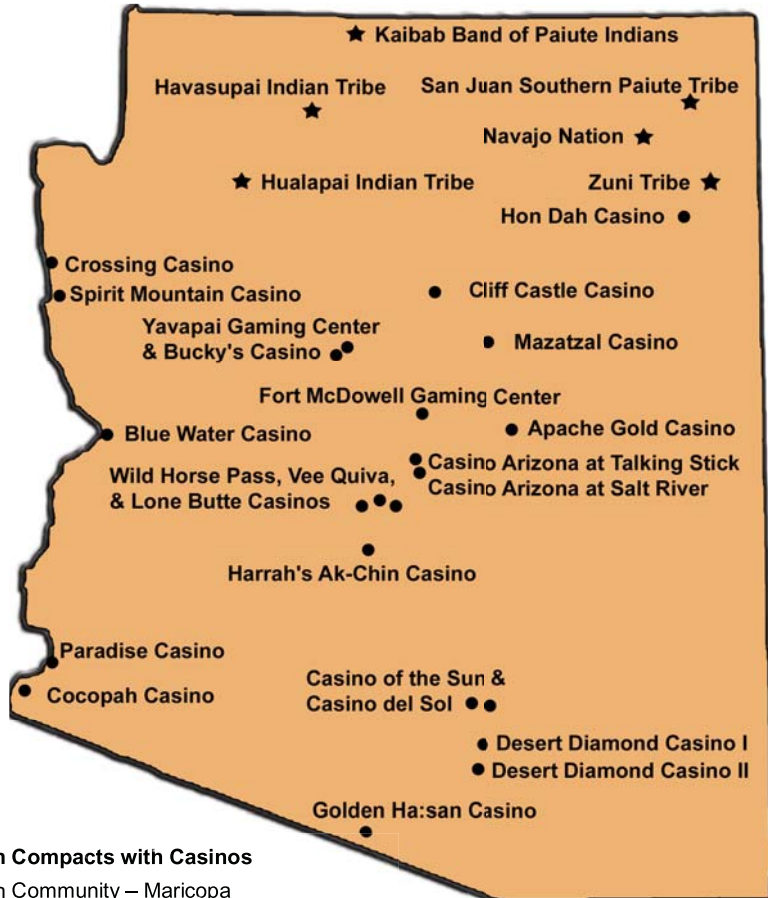 Kaibab Band of Paiute Indians
Havasupai Indian Tribe
San Juan Southern Paiute Tribe
Navajo Nation
Hualapai Indian Tribe
Zuni Tribe
Hon Dah Casino
Crossing Casino
Spirit Mountain Casino
Cliff Castle Casino
Yavapai Gaming Center
& Bucky's Casino
Mazatzal Casino
Fort McDowell Gaming Center
Blue Water Casino
Apache Gold Casino
Casino Arizona at Talking Stick
Casino Arizona at Salt River
Wild Horse Pass, Vee Quiva,
& Lone Butte Casinos
Harrah's Ak-Chin Casino
Paradise Casino
Cocopah Casino
Casino of the Sun &
Casino del Sol
Desert Diamond Casino I
Desert Diamond Casino II
Golden Ha:san Casino
n Compacts with Casinos
n Community – Maricopa